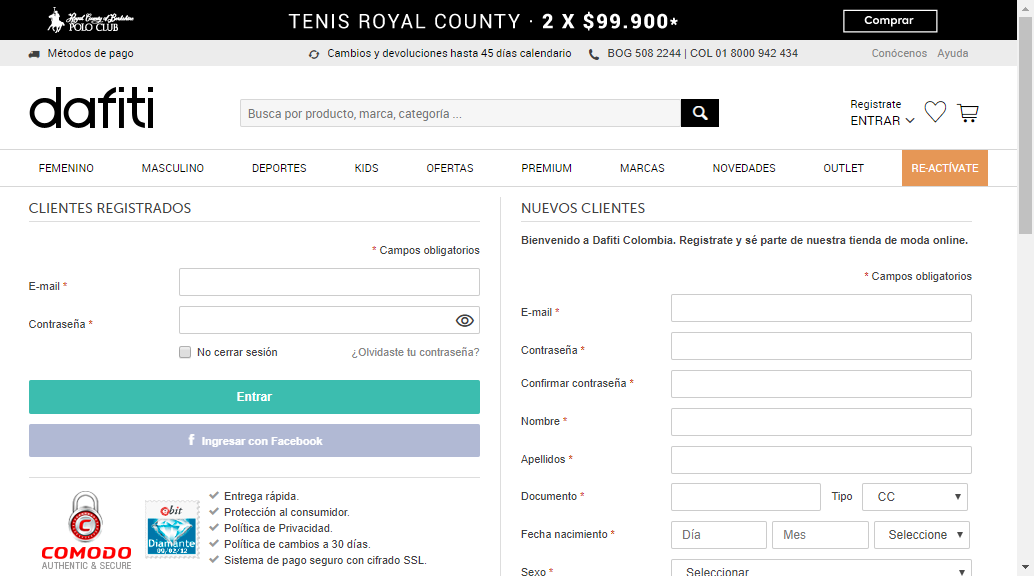 Royal County of Berkshire
POLO CLUB
TENIS ROYAL COUNTY · 2 X $99.900*
Comprar
Métodos de pago
Cambios y devoluciones hasta 45 días calendario
BOG 508 2244 | COL 01 8000 942 434
Conócenos
Ayuda
dafiti
Busca por producto, marca, categoría ...
Registrate
ENTRAR
FEMENINO
MASCULINO
DEPORTES
KIDS
OFERTAS
PREMIUM
MARCAS
NOVEDADES
OUTLET
RE-ACTÍVATE
CLIENTES REGISTRADOS
* Campos obligatorios
E-mail *
Contraseña *
No cerrar sesión
¿Olvidaste tu contraseña?
Entrar
f Ingresar con Facebook
C
COMODO
AUTHENTIC & SECURE
ebit
Diamante
09/02/12
Entrega rápida.
Protección al consumidor.
Política de Privacidad.
Política de cambios a 30 días.
Sistema de pago seguro con cifrado SSL.
NUEVOS CLIENTES
Bienvenido a Dafiti Colombia. Registrate y sé parte de nuestra tienda de moda online.
* Campos obligatorios
E-mail *
Contraseña *
Confirmar contraseña *
Nombre *
Apellidos *
Documento *
Tipo
CC
Fecha nacimiento *
Día
Mes
Seleccione
Sexo *
Seleccionar